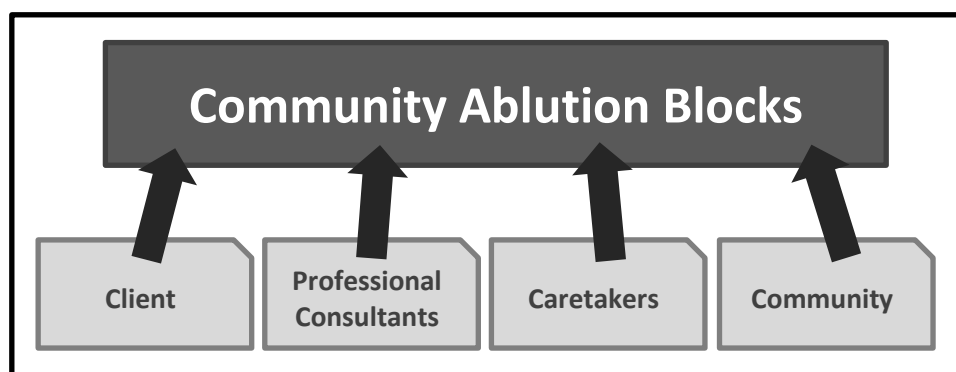 Community Ablution Blocks
Client
Professional
Consultants
Caretakers
Community